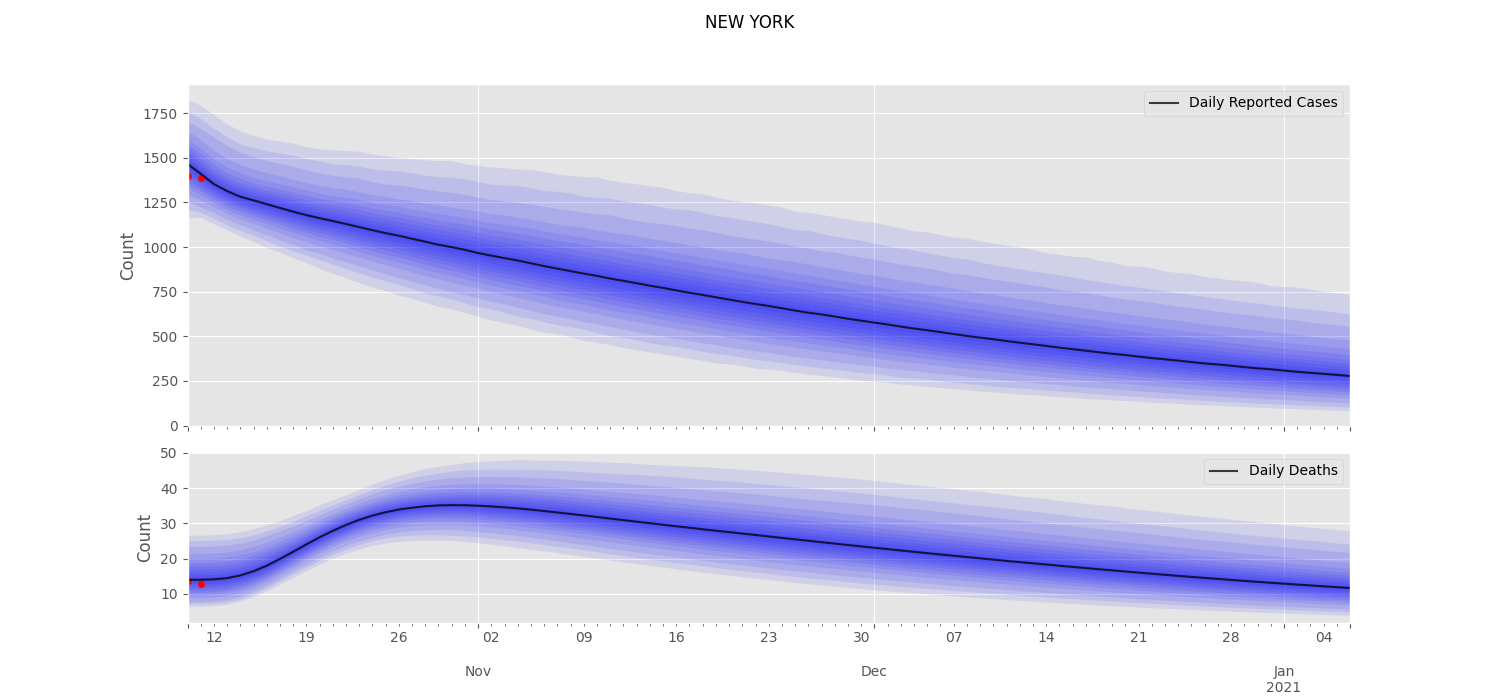 NEW YORK
Daily Reported Cases
Count
1750
1500
1250
1000
750
500
250
0
Daily Deaths
Count
50
40
30
20
10
12 19 26 02 09 16 23 30 07 14 21 28 04
Nov Dec Jan
2021